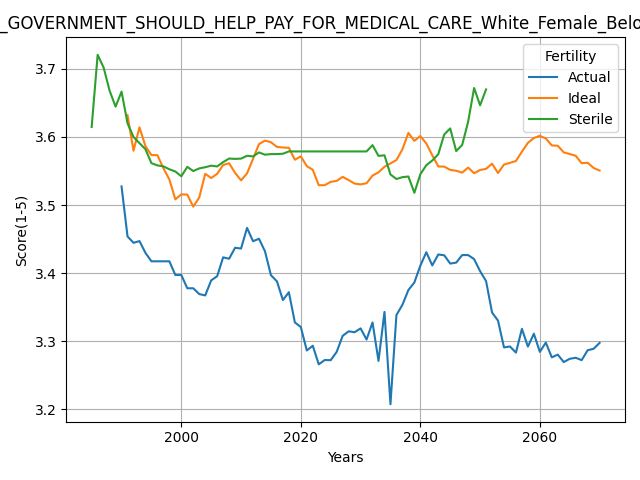 _GOVERNMENT_SHOULD_HELP_PAY_FOR_MEDICAL_CARE_White_Female_Belo
Fertility
Actual
Ideal
Sterile
Score(1-5)
3.7
3.6
3.5
3.4
3.3
3.2
2000 2020 2040 2060
Years